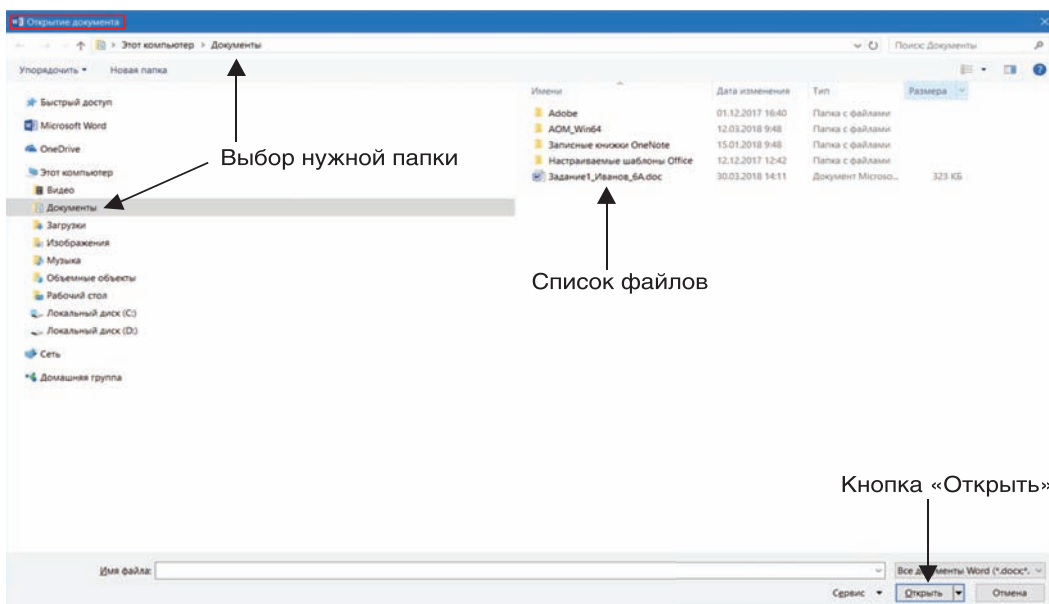 Открытие документа
Этот компьютер > Документы
Поиск: Документы
Упорядочить
Новая папка
Имени Дата изменения Тип Размера
Adobe 01.12.2017 16:40 Папка с файлами
AOM_Win64 12.03.2018 9:48 Папка с файлами
Записные книжки OneNote 15.01.2018 9:48 Папка с файлами
Настраиваемые шаблоны Office 12.12.2017 12:42 Папка с файлами
Задание1_Иванов_6А.doc 30.03.2018 14:11 Документ Microso... 323 КБ
Быстрый доступ
Microsoft Word
OneDrive
Этот компьютер
Видео
Документы
Загрузки
Изображения
Музыка
Объемные объекты
Рабочий стол
Локальный диск (C:)
Локальный диск (D:)
Сеть
Домашняя группа
Выбор нужной папки
Список файлов
Кнопка «Открыть»
Имя файла:
Все документы Word (*.docx;*.
Сервис
Открыть
Отмена